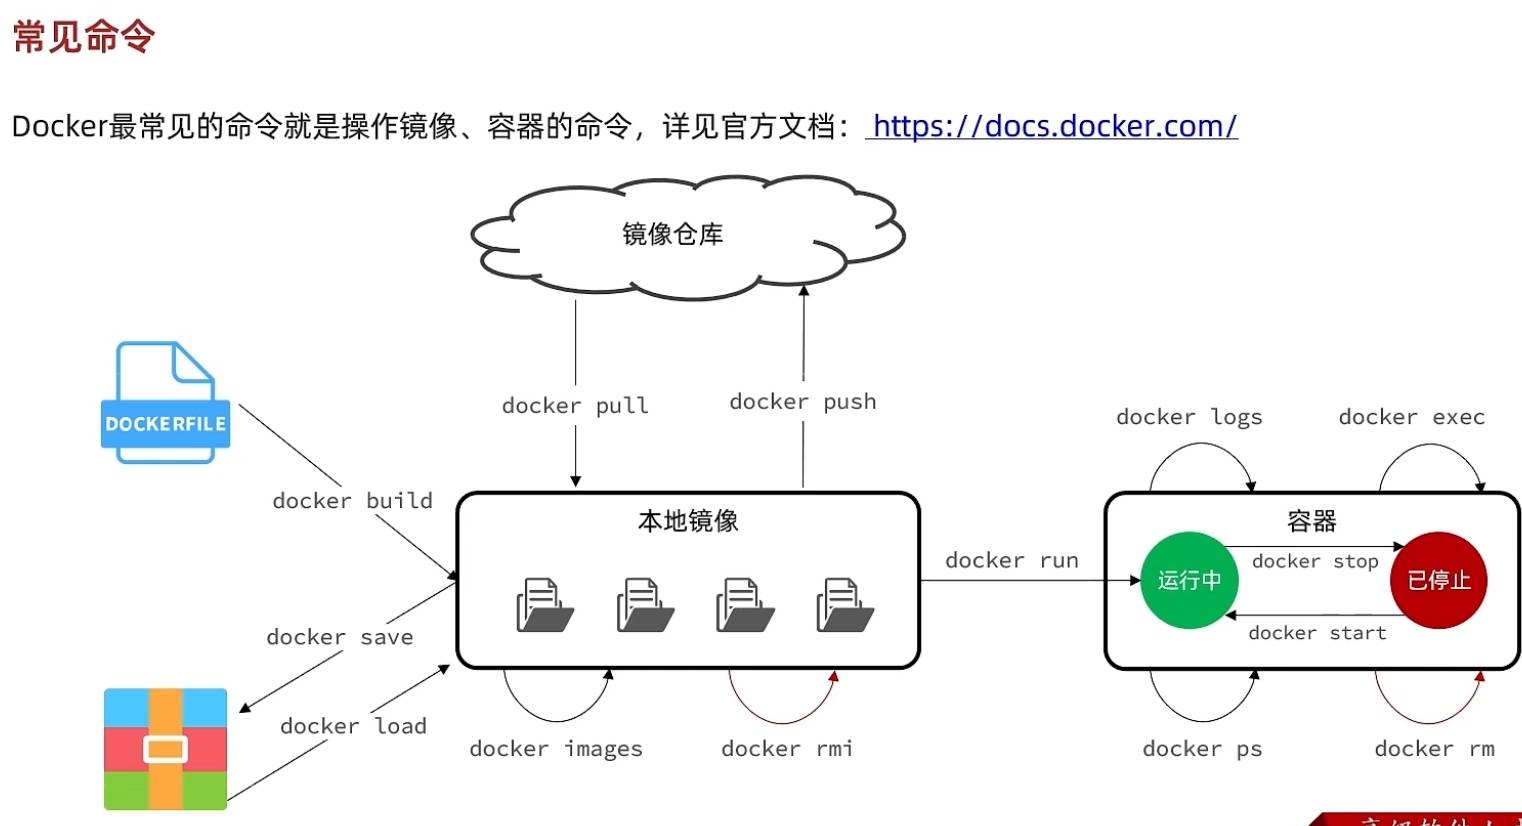 常见命令
Docker最常见的命令就是操作镜像、容器的命令，详见官方文档： https://docs.docker.com/
镜像仓库
docker pull
docker push
DOCKERFILE
docker build
docker logs
docker exec
本地镜像
容器
docker run
运行中
docker stop
已停止
docker start
docker save
docker load
docker images
docker rmi
docker ps
docker rm